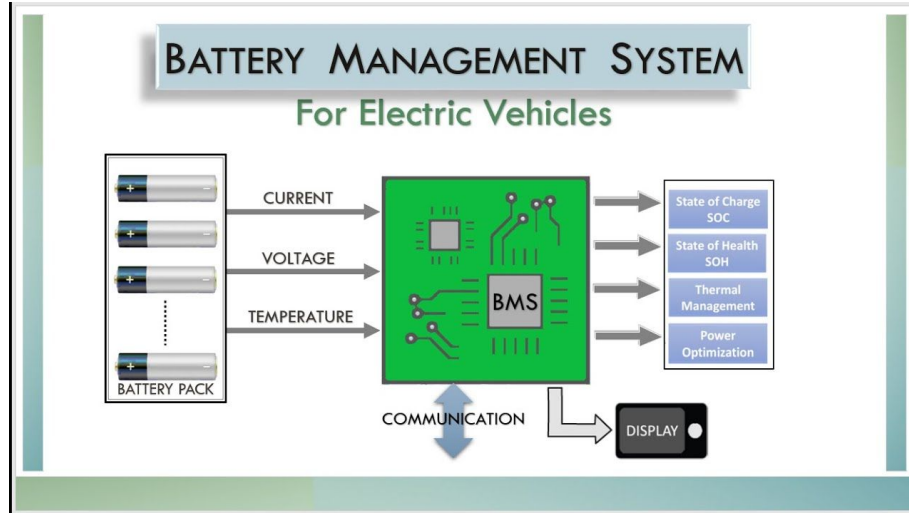 BATTERY MANAGEMENT SYSTEM
For Electric Vehicles
+ -
+ -
+ -
+ -
BATTERY PACK
CURRENT
VOLTAGE
TEMPERATURE
BMS
State of Charge
SOC
State of Health
SOH
Thermal
Management
Power
Optimization
COMMUNICATION
DISPLAY